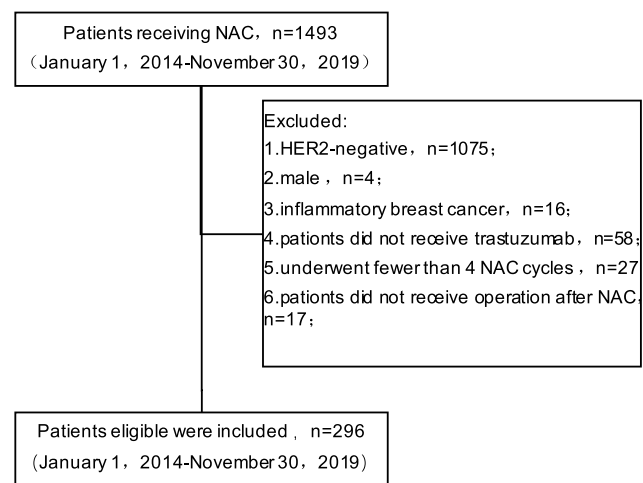 Patients receiving NAC，n=1493
（January 1，2014-November 30，2019）
Excluded:
1.HER2-negative，n=1075；
2.male ，n=4；
3.inflammatory breast cancer，n=16；
4.patients did not receive trastuzumab，n=58；
5.underwent fewer than 4 NAC cycles ，n=27
6.patients did not receive operation after NAC，
n=17；
Patients eligible were included ，n=296
(January 1，2014-November 30，2019)